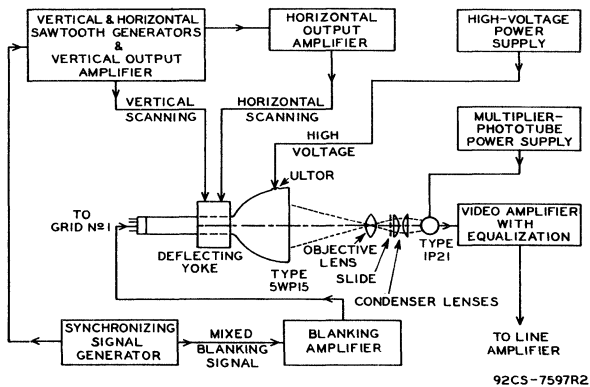 VERTICAL & HORIZONTAL
SAWTOOTH GENERATORS
&
VERTICAL OUTPUT
AMPLIFIER
HORIZONTAL
OUTPUT
AMPLIFIER
HIGH-VOLTAGE
POWER
SUPPLY
VERTICAL
SCANNING
HORIZONTAL
SCANNING
HIGH
VOLTAGE
MULTIPLIER-
PHOTOTUBE
POWER SUPPLY
ULTOR
TO
GRID Nº1
DEFLECTING
YOKE
TYPE
5WP15
OBJECTIVE
LENS
SLIDE
CONDENSER LENSES
TYPE
1P21
VIDEO AMPLIFIER
WITH
EQUALIZATION
SYNCHRONIZING
SIGNAL
GENERATOR
MIXED
BLANKING
SIGNAL
BLANKING
AMPLIFIER
TO LINE
AMPLIFIER
92CS-7597R2